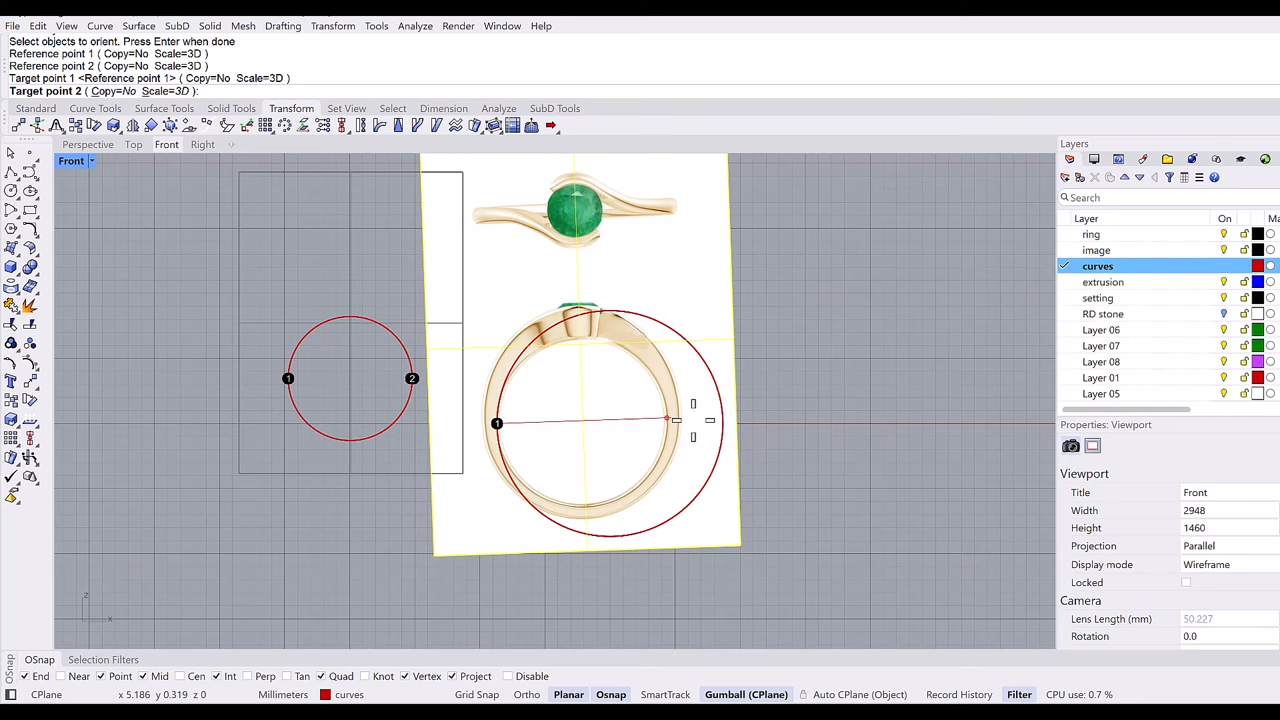 File Edit View Curve Surface SubD Solid Mesh Drafting Transform Tools Analyze Render Window Help
Select objects to orient. Press Enter when done
Reference point 1 ( Copy=No Scale=3D )
Reference point 2 ( Copy=No Scale=3D )
Target point 1 <Reference point 1> ( Copy=No Scale=3D )
Target point 2 ( Copy=No Scale=3D ):
Standard Curve Tools Surface Tools Solid Tools Transform Set View Select Dimension Analyze SubD Tools
Perspective Top Front Right
Front
1
2
1
z
x
Layers
Search
Layer On Ma
ring
image
curves
extrusion
setting
RD stone
Layer 06
Layer 07
Layer 08
Layer 01
Layer 05
Properties: Viewport
Viewport
Title Front
Width 2948
Height 1460
Projection Parallel
Display mode Wireframe
Locked
Camera
Lens Length (mm) 50.227
Rotation 0.0
OSnap
OSnap Selection Filters
End Near Point Mid Cen Int Perp Tan Quad Knot Vertex Project Disable
CPlane x 5.186 y 0.319 z 0 Millimeters curves Grid Snap Ortho Planar Osnap SmartTrack Gumball (CPlane) Auto CPlane (Object) Record History Filter CPU use: 0.7 %